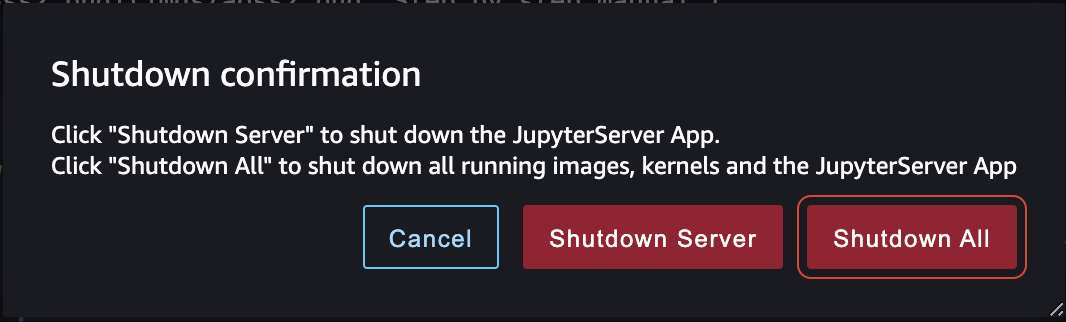 Shutdown confirmation
Click "Shutdown Server" to shut down the JupyterServer App.
Click "Shutdown All" to shut down all running images, kernels and the JupyterServer App
Cancel
Shutdown Server
Shutdown All